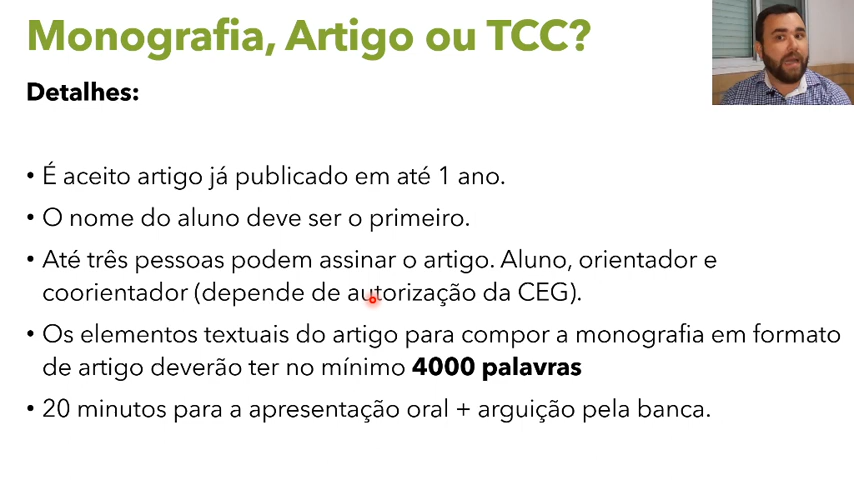 Monografia, Artigo ou TCC?
Detalhes:
• É aceito artigo já publicado em até 1 ano.
• O nome do aluno deve ser o primeiro.
• Até três pessoas podem assinar o artigo. Aluno, orientador e
coorientador (depende de autorização da CEG).
• Os elementos textuais do artigo para compor a monografia em formato
de artigo deverão ter no mínimo 4000 palavras
• 20 minutos para a apresentação oral + arguição pela banca.